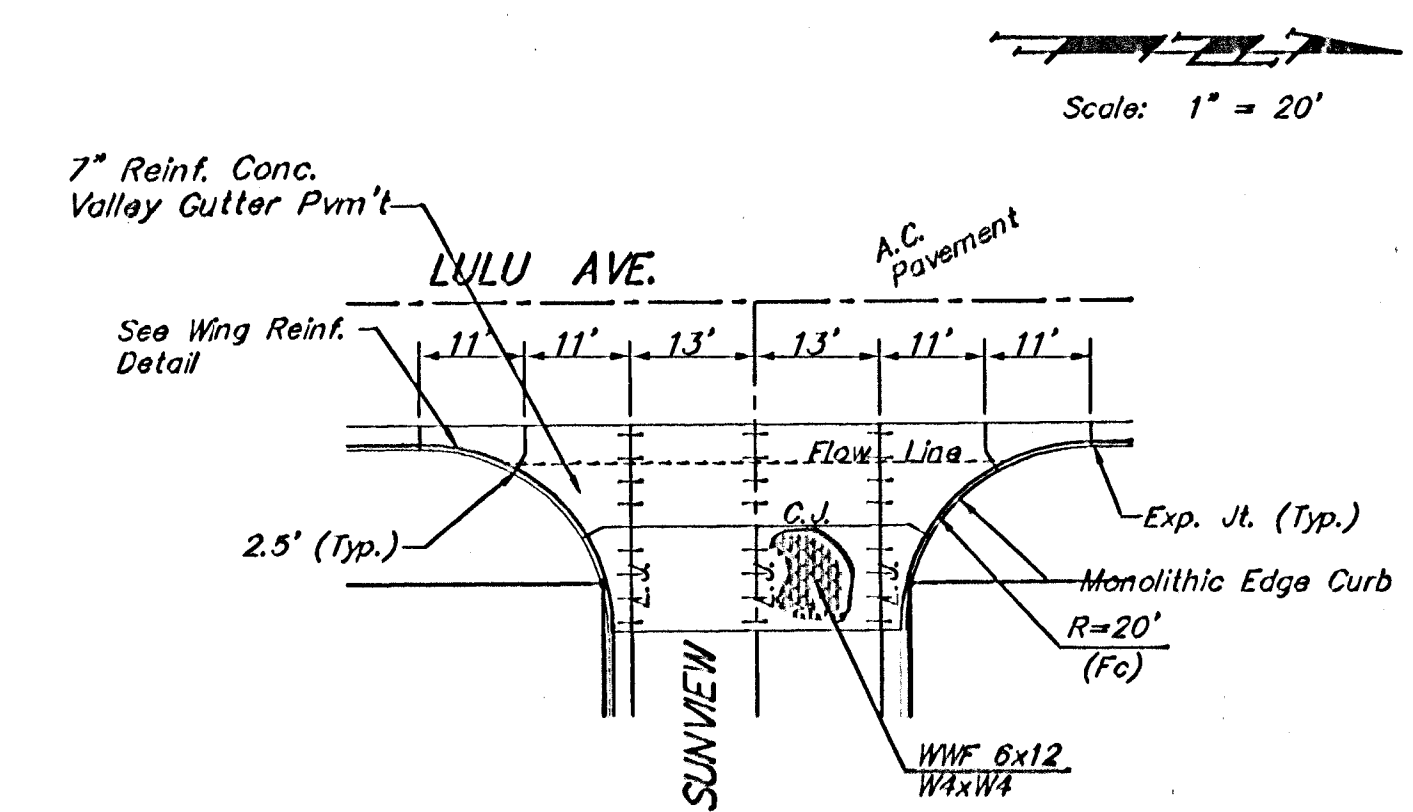 Scale: 1" = 20'
7" Reinf. Conc.
Valley Gutter Pvm't
LULU AVE.
A.C.
Pavement
See Wing Reinf.
Detail
11' 11' 13' 13' 11' 11'
Flow Line
C.J.
2.5' (Typ.)
Exp. Jt. (Typ.)
L.J. L.J. L.J.
Monolithic Edge Curb
R=20'
(Fc)
SUNVIEW
WWF 6x12
W4xW4